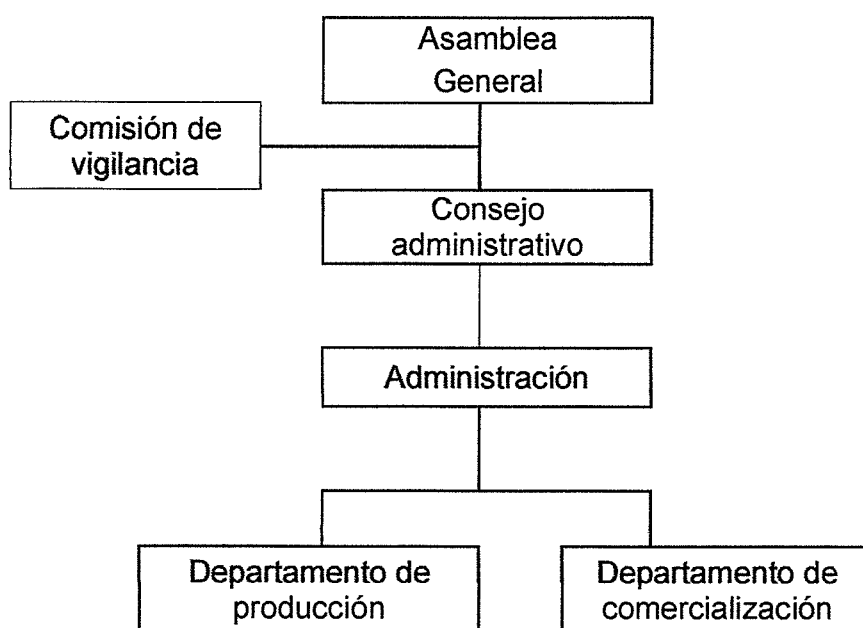 Asamblea
General
Comisión de
vigilancia
Consejo
administrativo
Administración
Departamento de
producción
Departamento de
comercialización